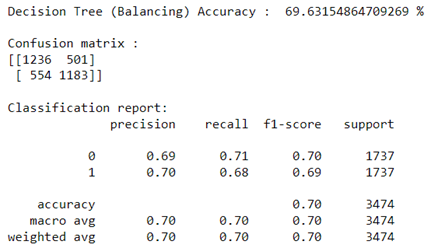 Decision Tree (Balancing) Accuracy :  69.63154864709269 %
Confusion matrix :
[[1236  501]
 [ 554 1183]]
Classification report:
              precision    recall  f1-score   support
           0       0.69      0.71      0.70      1737
           1       0.70      0.68      0.69      1737
    accuracy                           0.70      3474
   macro avg       0.70      0.70      0.70      3474
weighted avg       0.70      0.70      0.70      3474